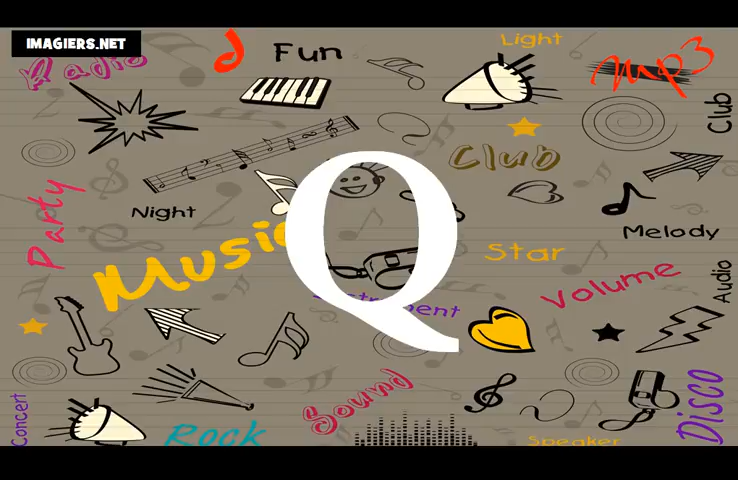 IMAGIERS.NET
Radio
Fun
Light
mp3
Club
Club
Party
Night
Music
Q
Melody
Star
Volume
Audio
Instrument
Concert
Rock
Sound
Speaker
Disco